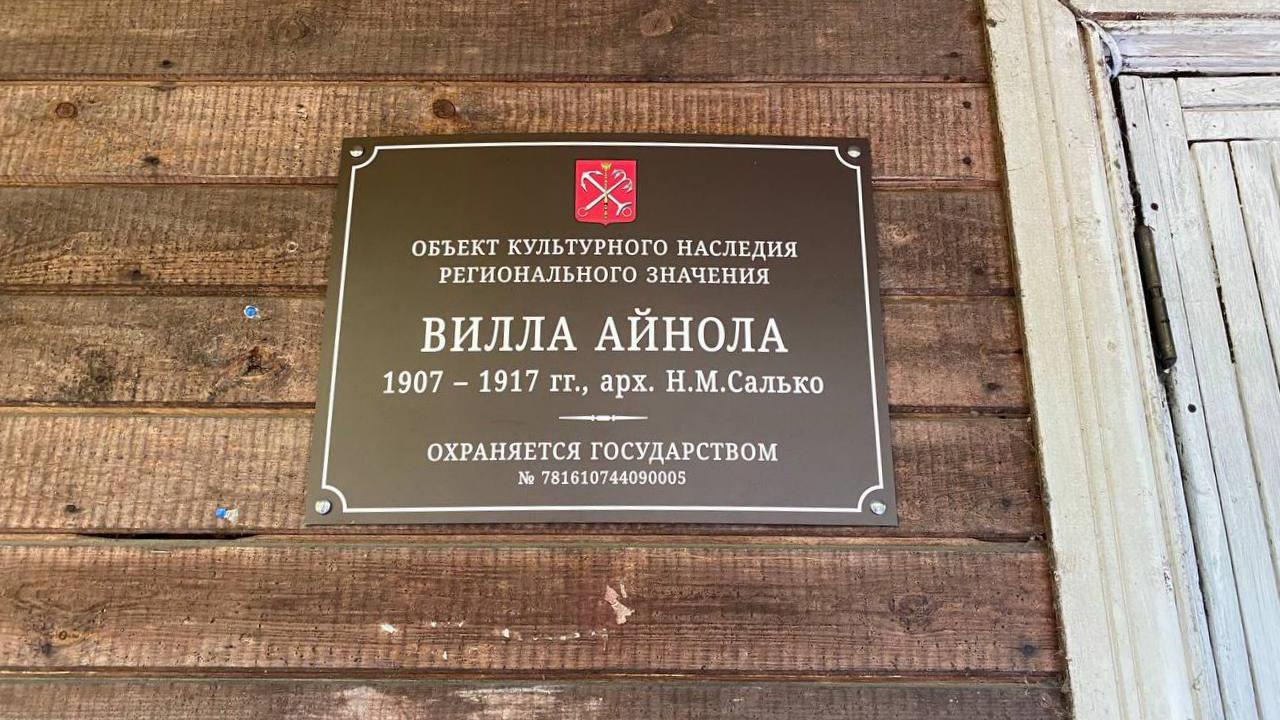 ОБЪЕКТ КУЛЬТУРНОГО НАСЛЕДИЯ
РЕГИОНАЛЬНОГО ЗНАЧЕНИЯ
ВИЛЛА АЙНОЛА
1907 – 1917 гг., арх. Н.М.Салько
ОХРАНЯЕТСЯ ГОСУДАРСТВОМ
№ 781610744090005